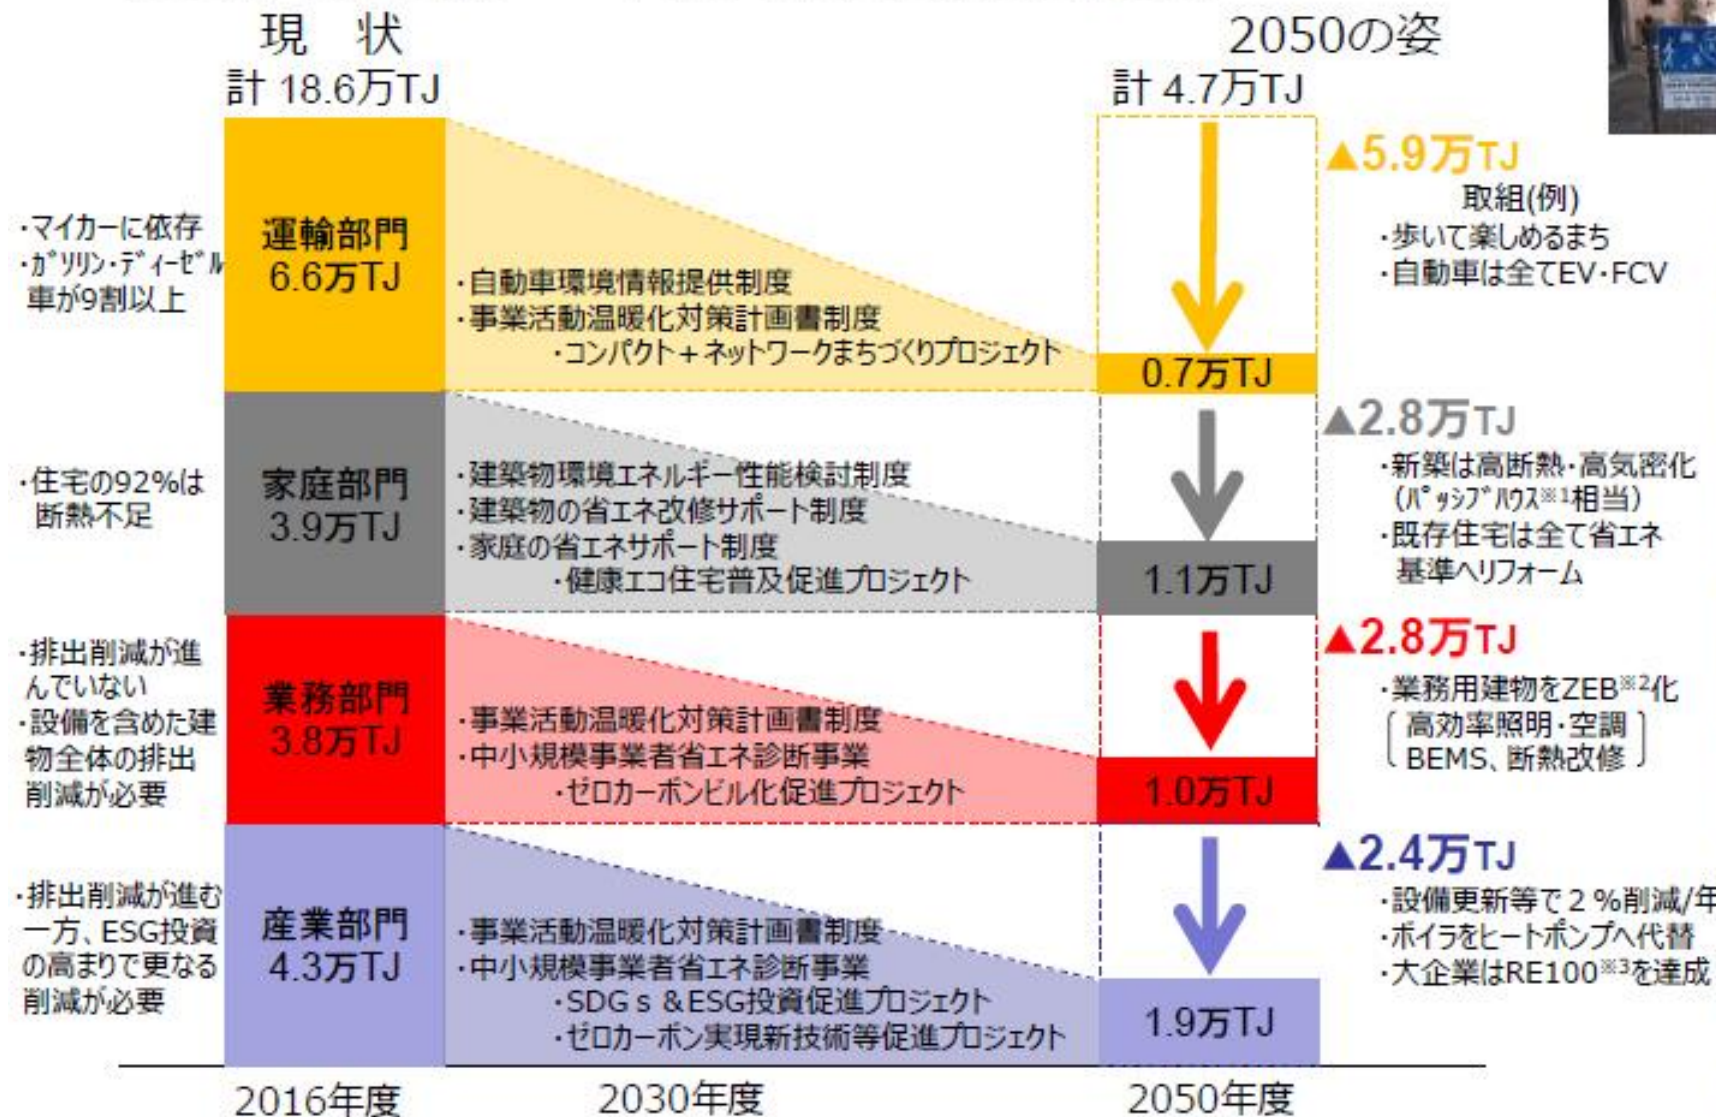 現　状
計 18.6万TJ
2050の姿
計 4.7万TJ
・マイカーに依存
・ｶﾞｿﾘﾝ・ﾃﾞｨｰｾﾞﾙ
車が9割以上
運輸部門
6.6万TJ
・自動車環境情報提供制度
・事業活動温暖化対策計画書制度
・コンパクト＋ネットワークまちづくりプロジェクト
0.7万TJ
▲5.9万TJ
取組(例)
・歩いて楽しめるまち
・自動車は全てEV・FCV
・住宅の92%は
断熱不足
家庭部門
3.9万TJ
・建築物環境エネルギー性能検討制度
・建築物の省エネ改修サポート制度
・家庭の省エネサポート制度
・健康エコ住宅普及促進プロジェクト
1.1万TJ
▲2.8万TJ
・新築は高断熱・高気密化
（ﾊﾟｯｼﾌﾞﾊｳｽ※1相当）
・既存住宅は全て省エネ
基準へリフォーム
・排出削減が進
んでいない
・設備を含めた建
物全体の排出
削減が必要
業務部門
3.8万TJ
・事業活動温暖化対策計画書制度
・中小規模事業者省エネ診断事業
・ゼロカーボンビル化促進プロジェクト
1.0万TJ
▲2.8万TJ
・業務用建物をZEB※2化
高効率照明・空調
BEMS、断熱改修
・排出削減が進む
一方、ESG投資
の高まりで更なる
削減が必要
産業部門
4.3万TJ
・事業活動温暖化対策計画書制度
・中小規模事業者省エネ診断事業
・SDGｓ＆ESG投資促進プロジェクト
・ゼロカーボン実現新技術等促進プロジェクト
1.9万TJ
▲2.4万TJ
・設備更新等で２%削減/年
・ボイラをヒートポンプへ代替
・大企業はRE100※3を達成
2016年度
2030年度
2050年度